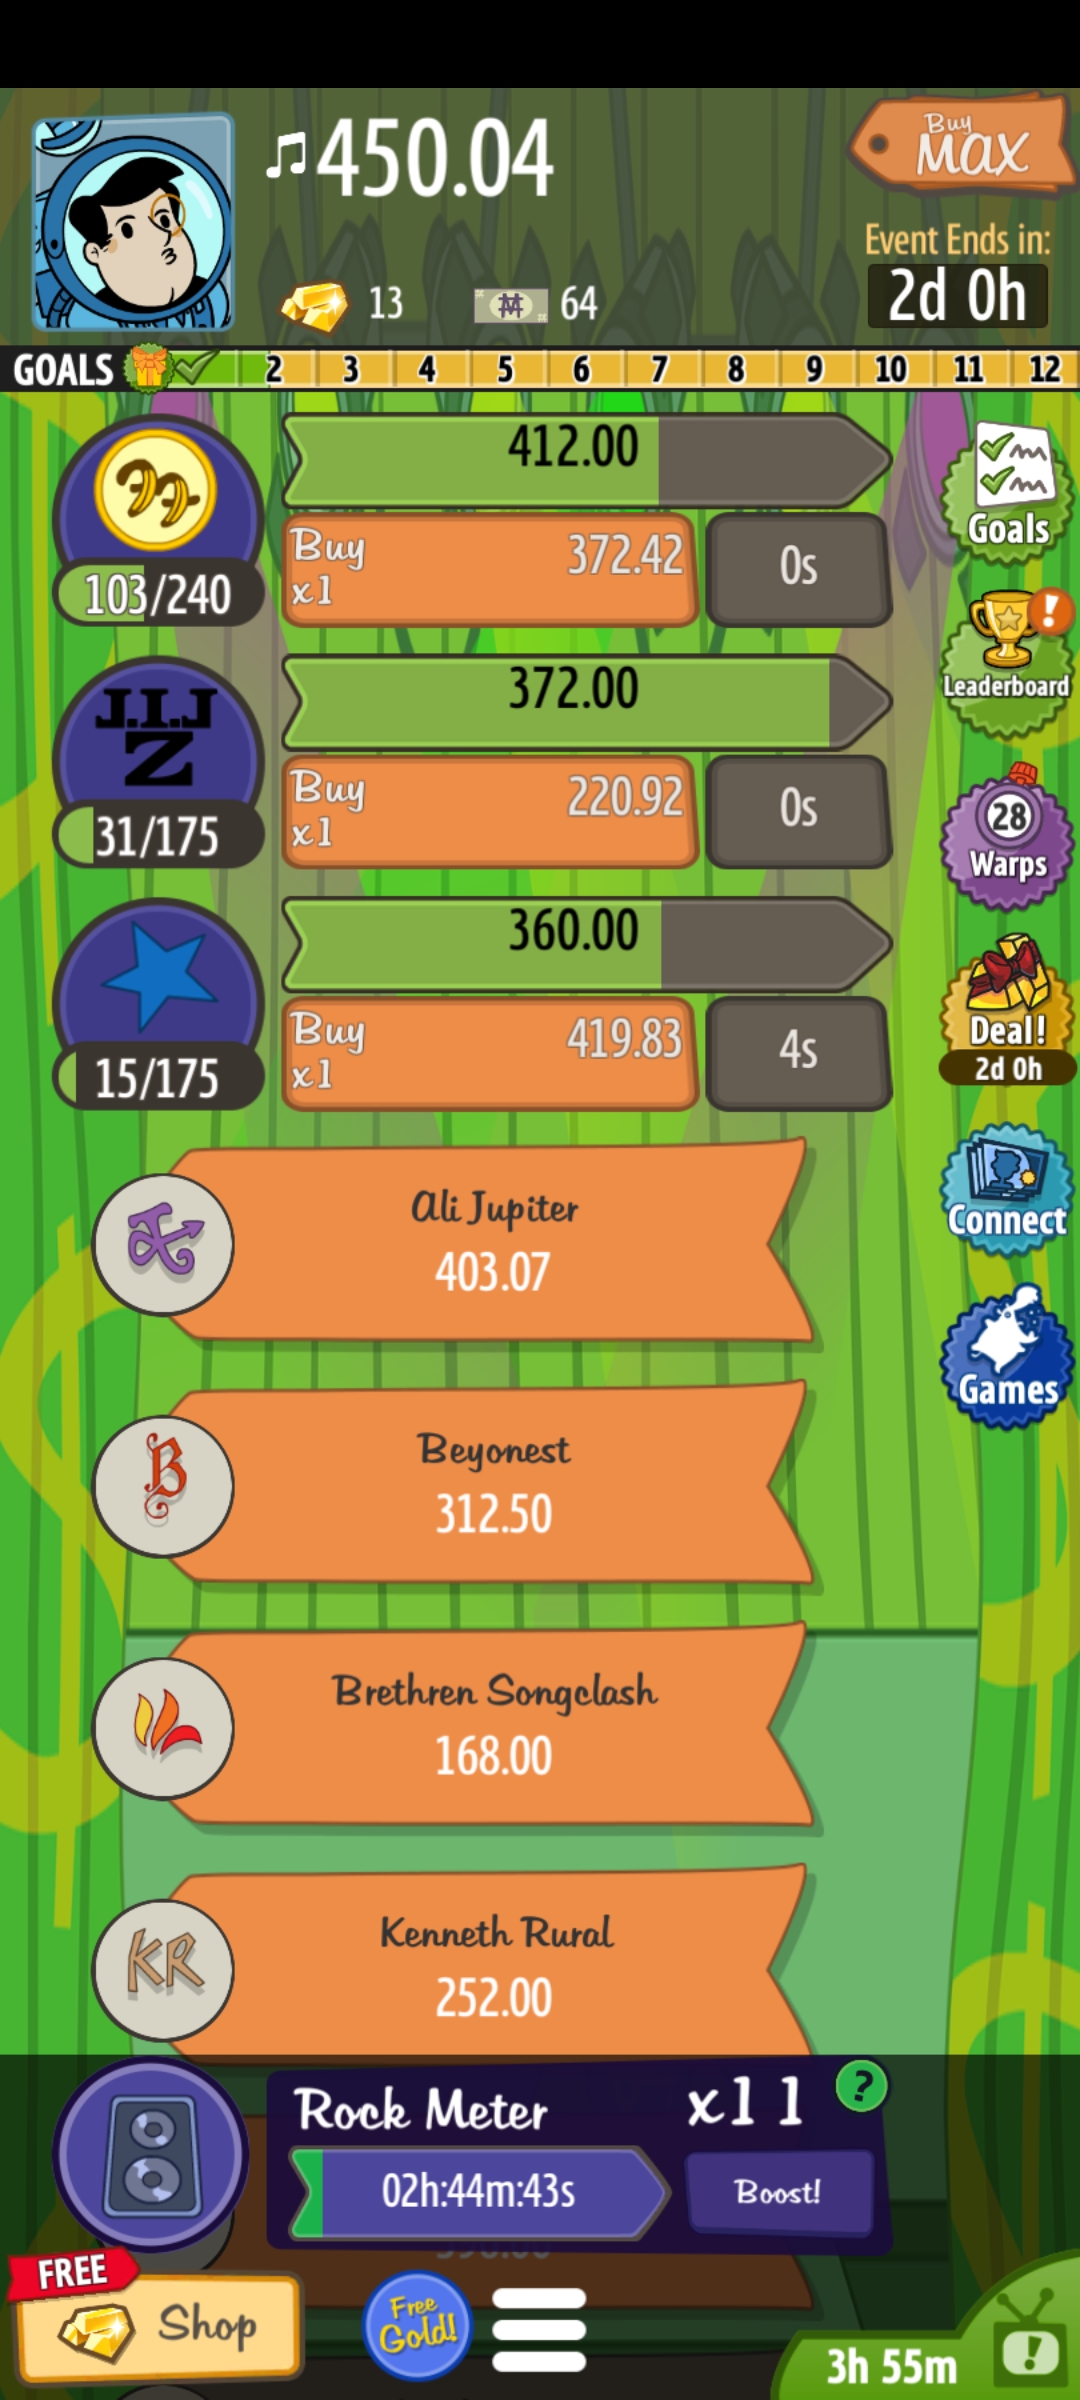 ♫450.04
Buy
MAX
Event Ends in:
2d 0h
13
64
GOALS 2 3 4 5 6 7 8 9 10 11 12
412.00
Buy
x1
372.42
0s
103/240
Goals
Leaderboard
J.I.J
Z
372.00
Buy
x1
220.92
0s
31/175
28
Warps
360.00
Buy
x1
419.83
4s
15/175
Deal!
2d 0h
Ali Jupiter
403.07
Connect
B
Beyonest
312.50
Games
Brethren Songclash
168.00
KR
Kenneth Rural
252.00
Rock Meter
x11
?
02h:44m:43s
Boost!
FREE
Shop
Free
Gold!
3h 55m